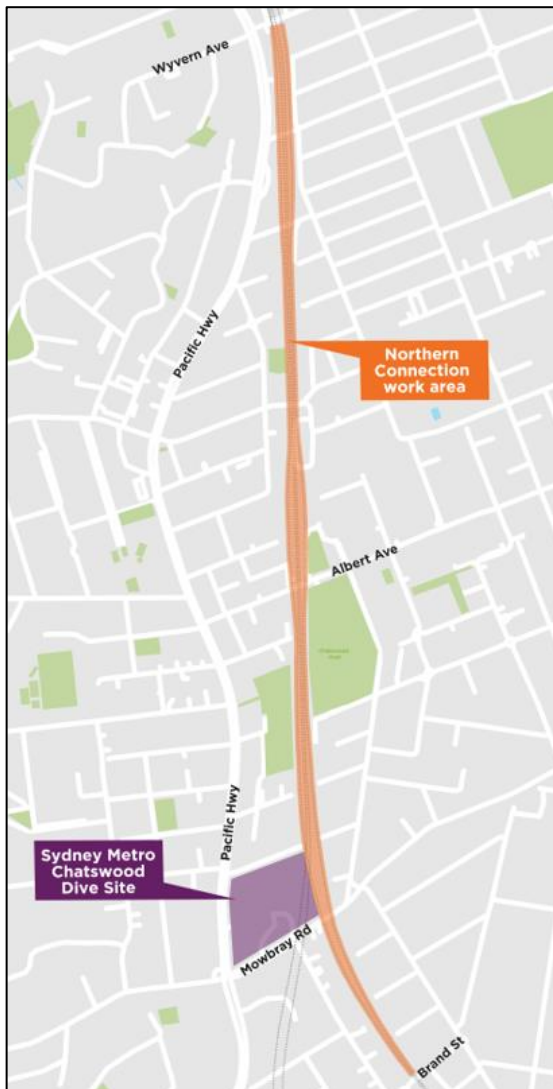 Wyvern Ave
Pacific Hwy
Northern
Connection
work area
Albert Ave
Pacific Hwy
Sydney Metro
Chatswood
Dive Site
Mowbray Rd
Brand St